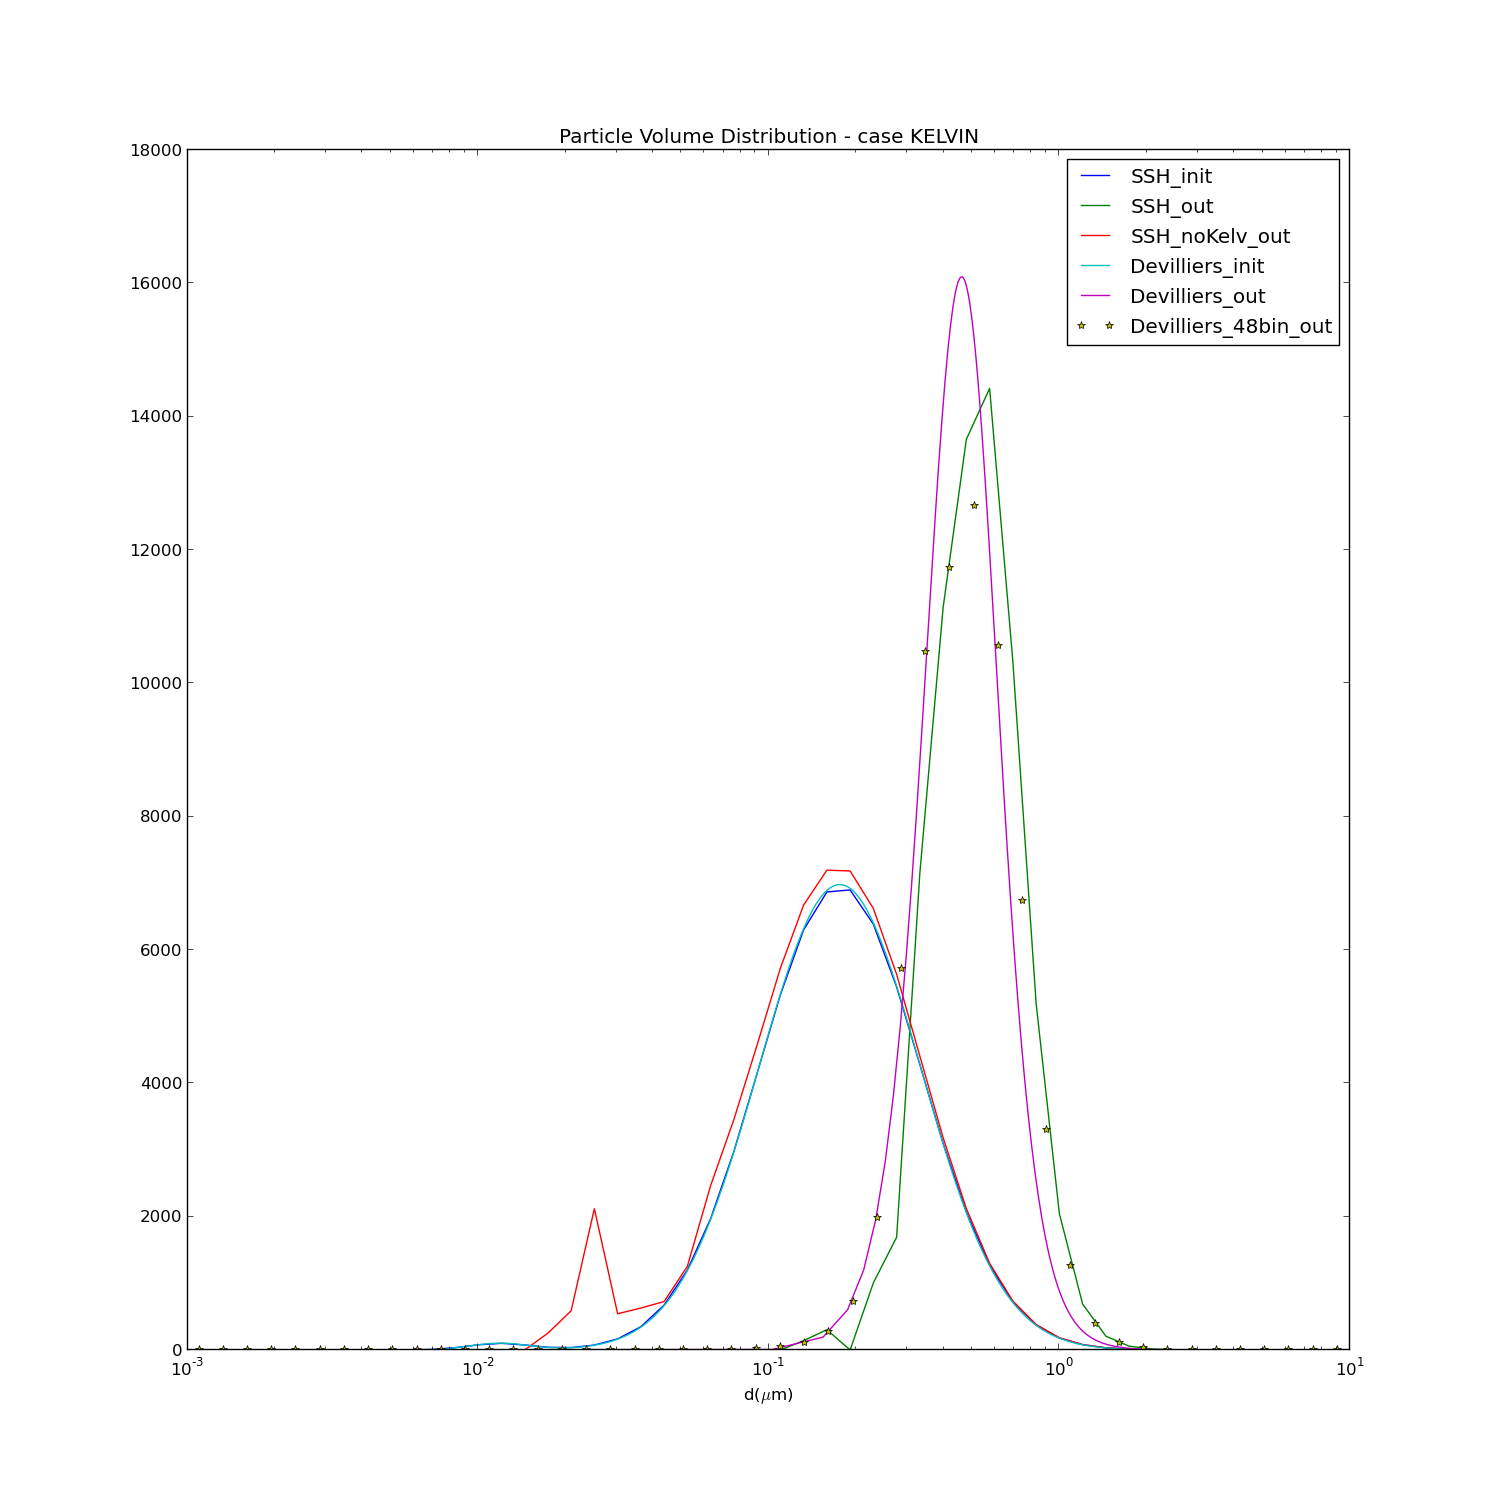 Particle Volume Distribution - case KELVIN
18000
16000
14000
12000
10000
8000
6000
4000
2000
0
SSH_init
SSH_out
SSH_noKelv_out
Devilliers_init
Devilliers_out
Devilliers_48bin_out
10^-3 10^-2 10^-1 10^0 10^1
d(μm)